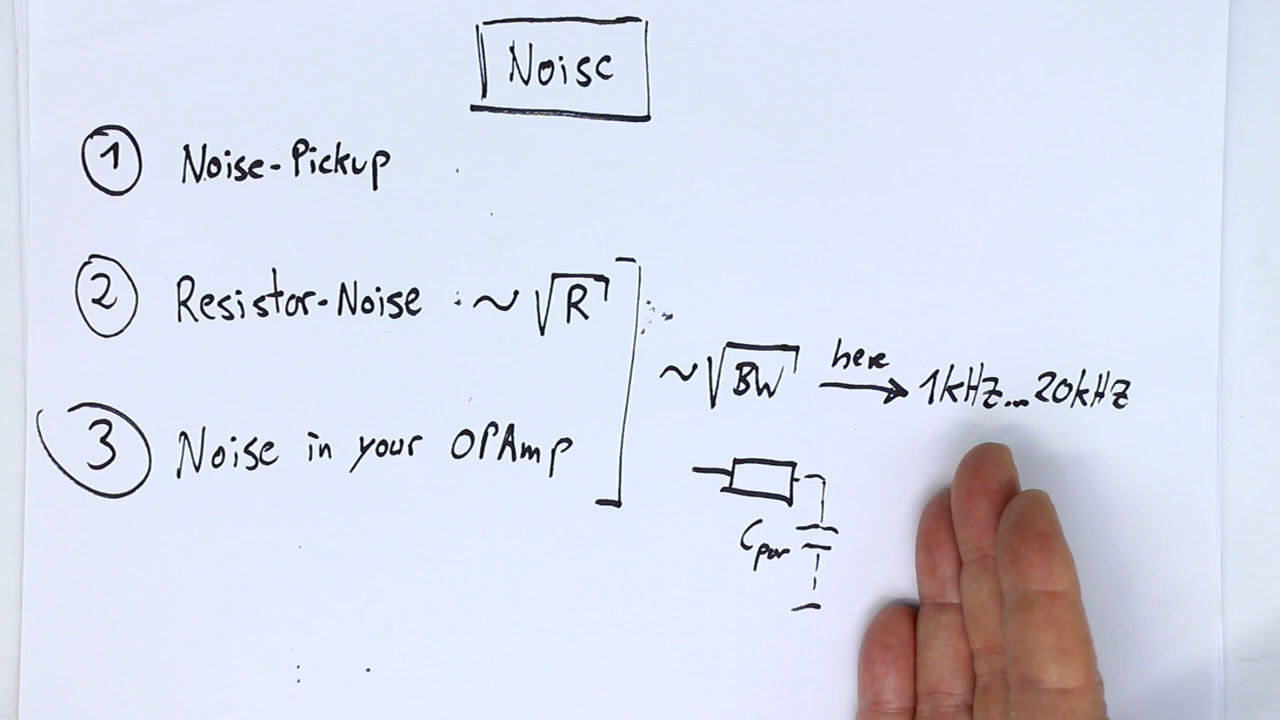 Noise
1 Noise-Pickup
2 Resistor-Noise : ~ √R
~ √BW here → 1kHz...20kHz
3 Noise in your OPAmp
Cpar